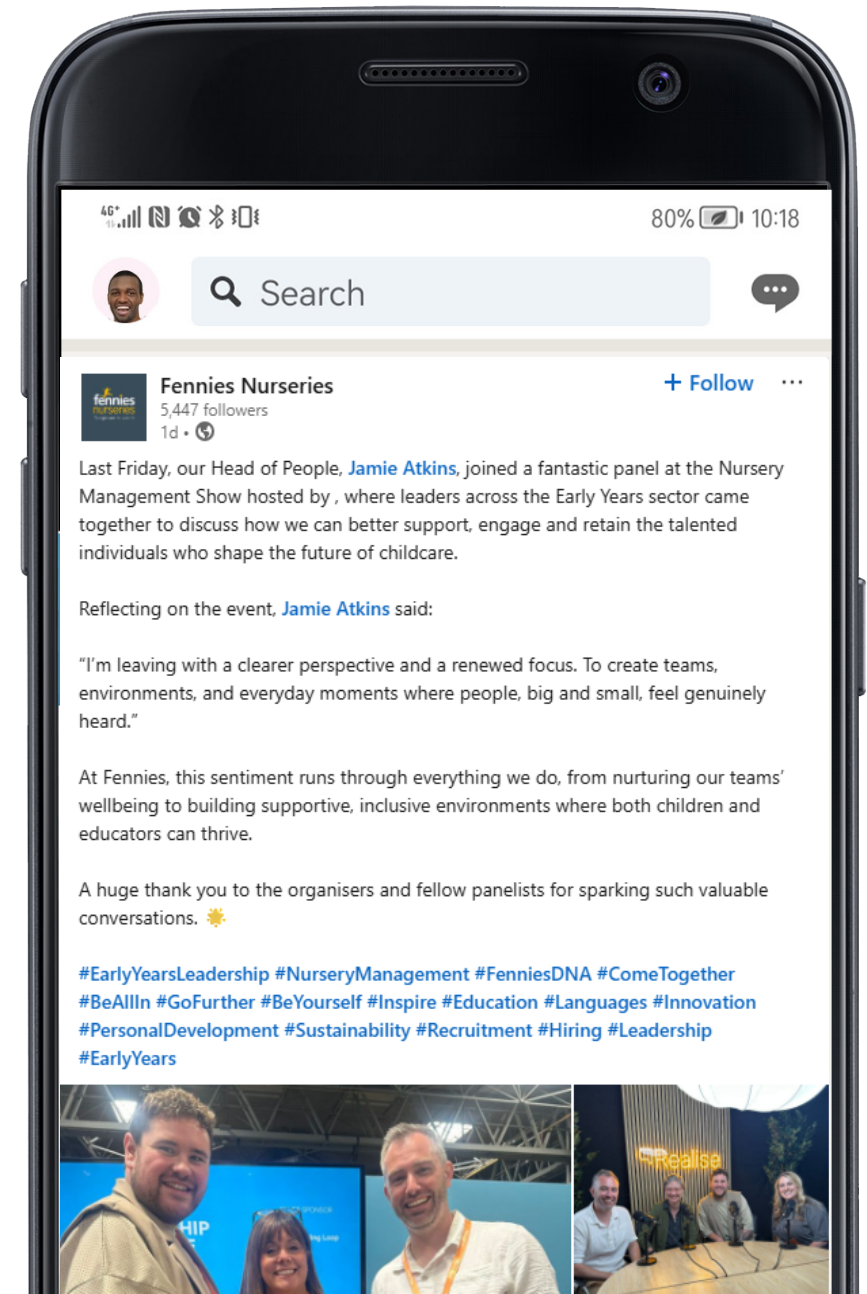 4G+
80%
10:18
Search
fennies
nurseries
Fennies Nurseries
+ Follow
5,447 followers
1d •
Last Friday, our Head of People, Jamie Atkins, joined a fantastic panel at the Nursery
Management Show hosted by , where leaders across the Early Years sector came
together to discuss how we can better support, engage and retain the talented
individuals who shape the future of childcare.
Reflecting on the event, Jamie Atkins said:
“I’m leaving with a clearer perspective and a renewed focus. To create teams,
environments, and everyday moments where people, big and small, feel genuinely
heard.”
At Fennies, this sentiment runs through everything we do, from nurturing our teams’
wellbeing to building supportive, inclusive environments where both children and
educators can thrive.
A huge thank you to the organisers and fellow panelists for sparking such valuable
conversations. 🌟
#EarlyYearsLeadership #NurseryManagement #FenniesDNA #ComeTogether
#BeAllIn #GoFurther #BeYourself #Inspire #Education #Languages #Innovation
#PersonalDevelopment #Sustainability #Recruitment #Hiring #Leadership
#EarlyYears
HIP
SPONSOR
Loop
Realise